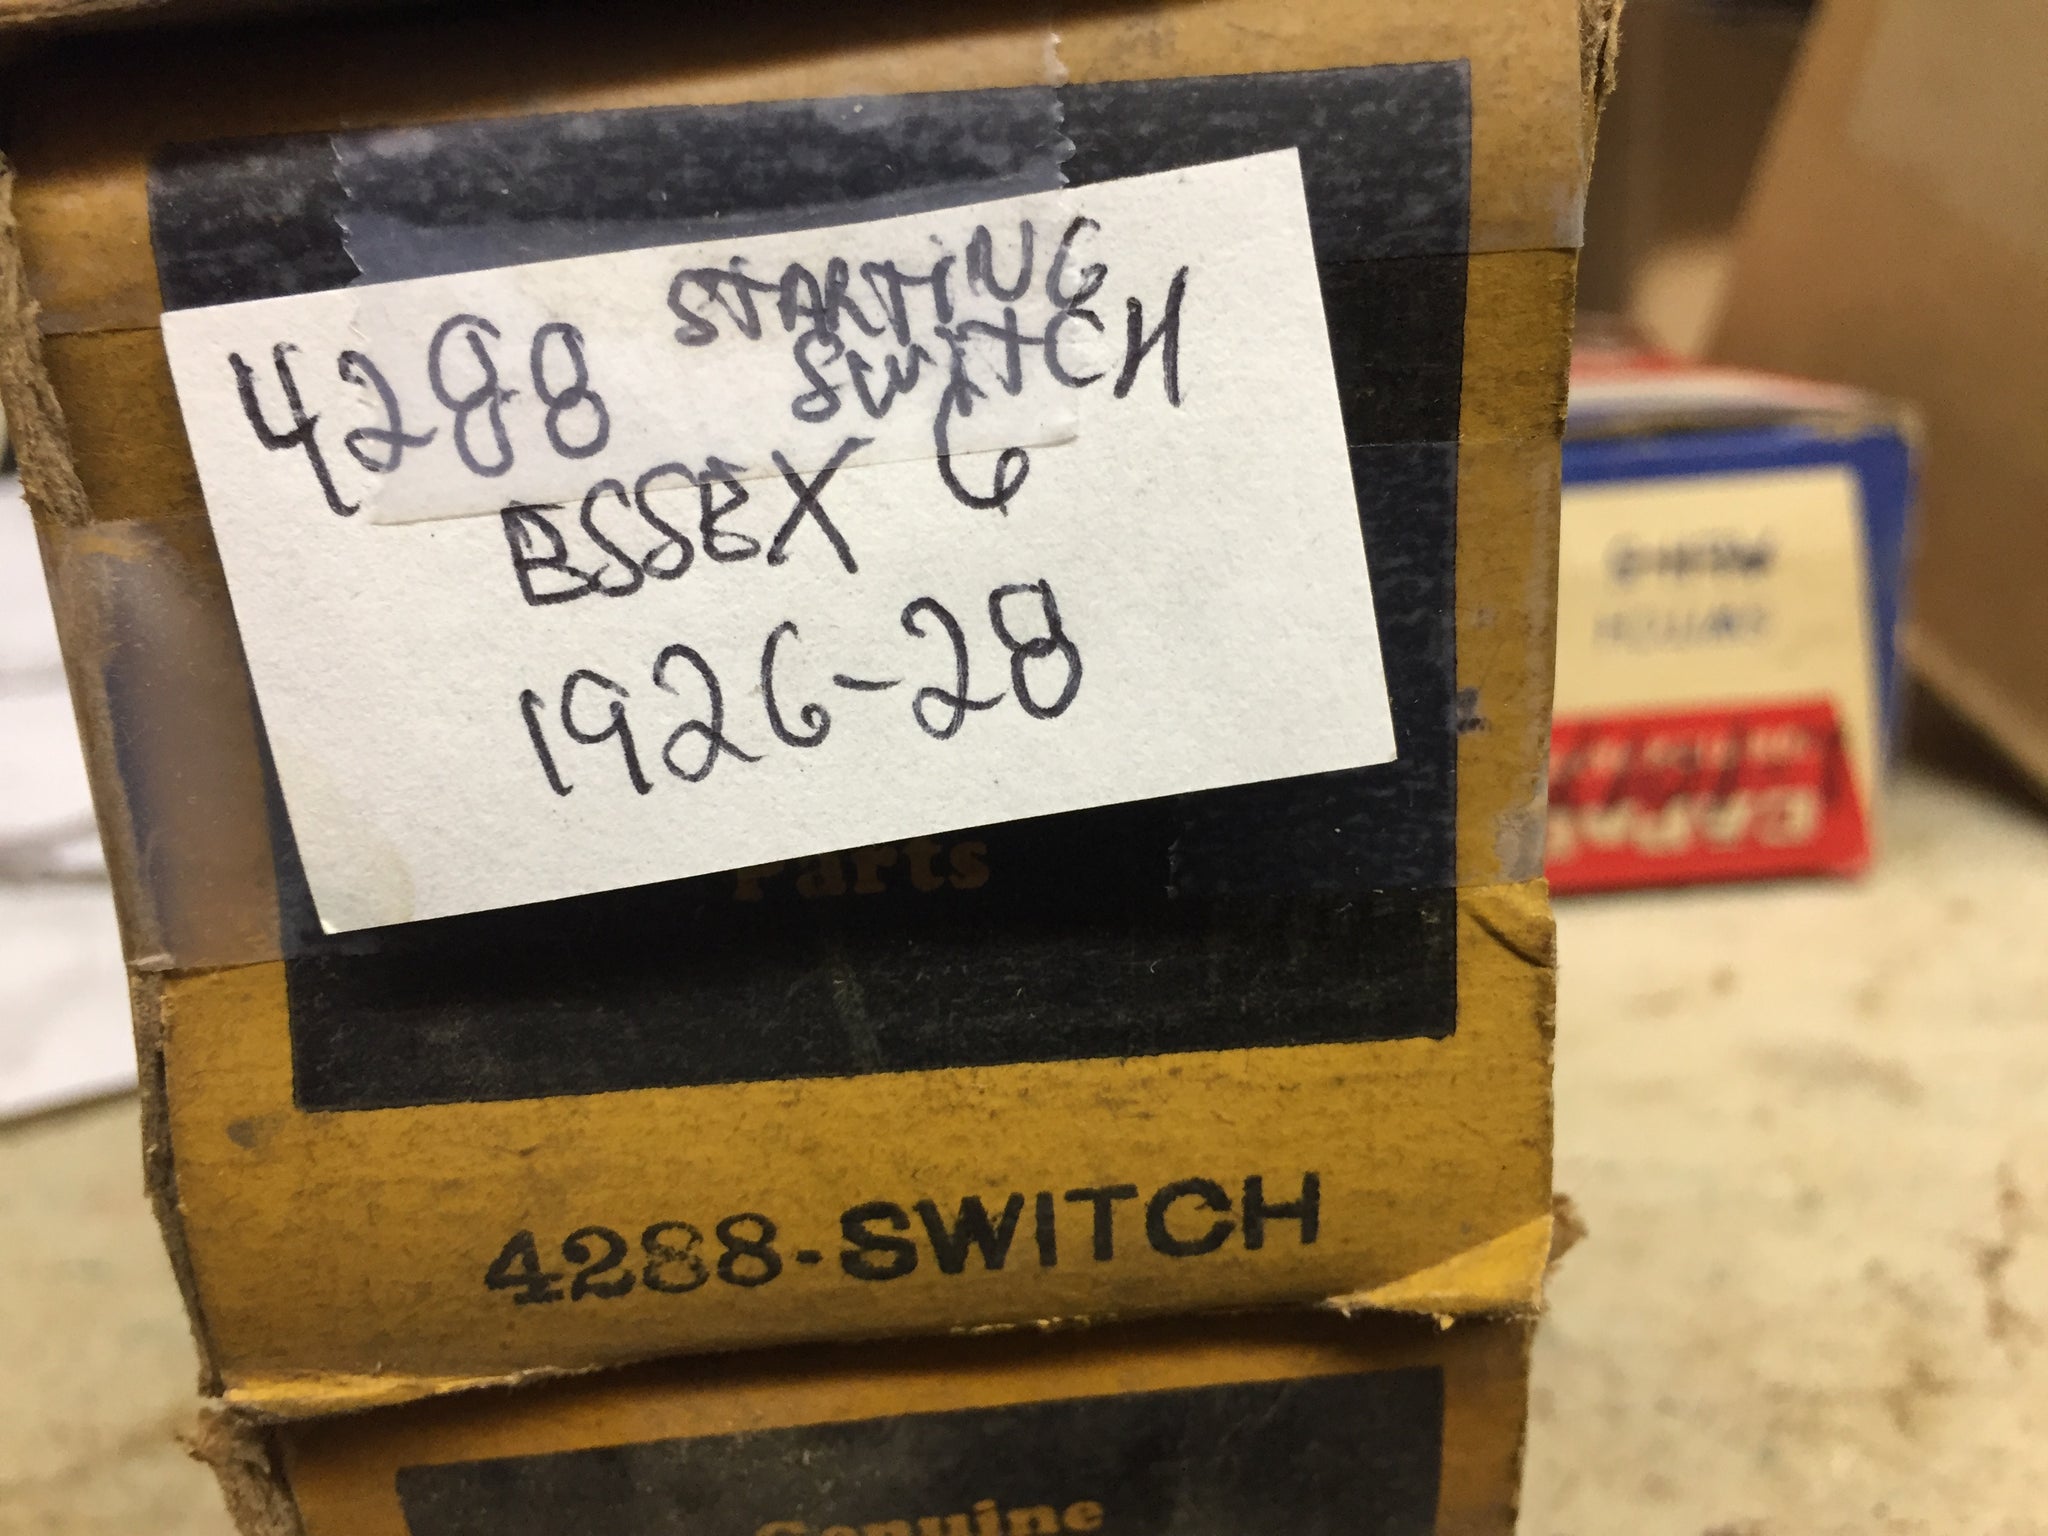 4288 STARTING
SWITCH
ESSEX 6
1926-28
Parts
4288-SWITCH
Genuine